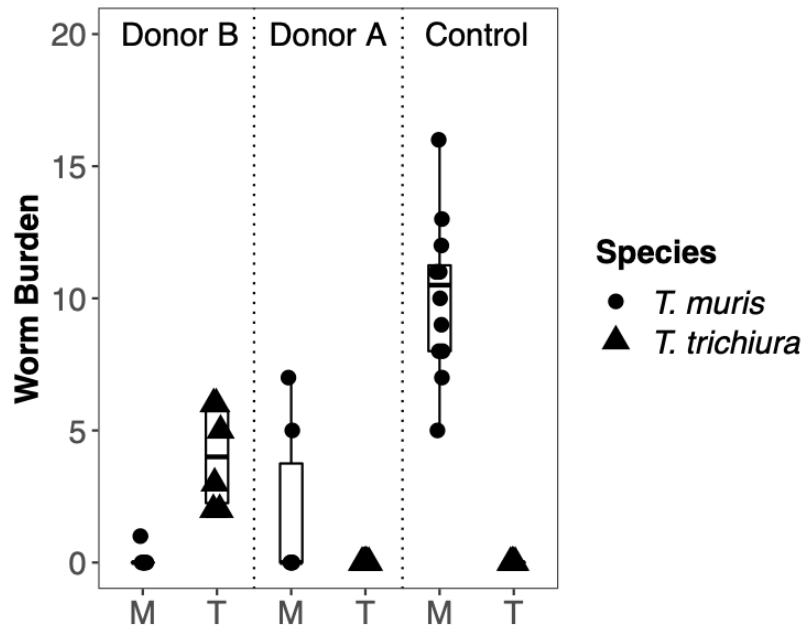 Donor B Donor A Control
20
15
10
5
0
Worm Burden
M T M T M T
Species
T. muris
T. trichiura